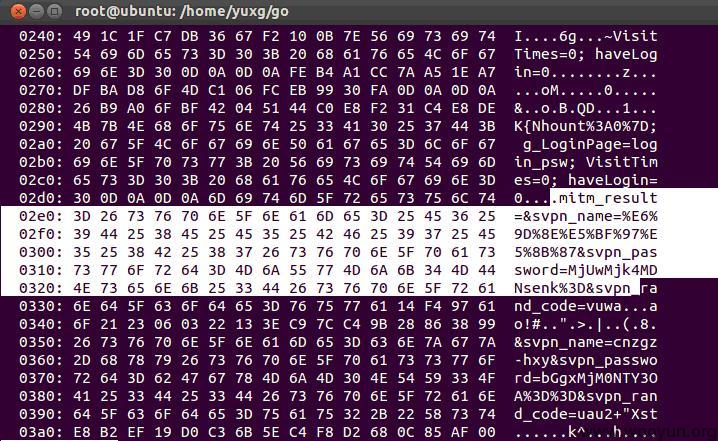 root@ubuntu: /home/yuxg/go
0240: 49 1C 1F C7 DB 36 67 F2 10 0B 7E 56 69 73 69 74 I....6g...~Visit
0250: 54 69 6D 65 73 3D 30 3B 20 68 61 76 65 4C 6F 67 Times=0; haveLog
0260: 69 6E 3D 30 0D 0A 0D 0A FE B4 A1 CC 7A A5 1E A7 in=0........z...
0270: DF BA D8 6F 4D C1 06 FC EB 99 30 FA 0D 0A 0D 0A ...oM.....0.....
0280: 26 B9 A0 6F BF 42 04 51 44 C0 E8 F2 31 C4 E8 DE &..o.B.QD...1...
0290: 4B 7B 4E 68 6F 75 6E 74 25 33 41 30 25 37 44 3B K{Nhount%3A0%7D;
02a0: 20 67 5F 4C 6F 67 69 6E 50 61 67 65 3D 6C 6F 67 g_LoginPage=log
02b0: 69 6E 5F 70 73 77 3B 20 56 69 73 69 74 54 69 6D in_psw; VisitTim
02c0: 65 73 3D 30 3B 20 68 61 76 65 4C 6F 67 69 6E 3D es=0; haveLogin=
02d0: 30 0D 0A 0D 0A 6D 69 74 6D 5F 72 65 73 75 6C 74 0....mitm_result
02e0: 3D 26 73 76 70 6E 5F 6E 61 6D 65 3D 25 45 36 25 =&svpn_name=%E6%
02f0: 39 44 25 38 45 25 45 35 25 42 46 25 39 37 25 45 9D%8E%E5%BF%97%E
0300: 35 25 38 42 25 38 37 26 73 76 70 6E 5F 70 61 73 5%8B%87&svpn_pas
0310: 73 77 6F 72 64 3D 4D 6A 55 77 4D 6A 6B 34 4D 44 sword=MjUwMjk4MD
0320: 4E 73 65 6E 6B 25 33 44 26 73 76 70 6E 5F 72 61 Nsenk%3D&svpn_ra
0330: 6E 64 5F 63 6F 64 65 3D 76 75 77 61 14 F4 97 61 nd_code=vuwa...a
0340: 6F 21 23 06 03 22 13 3E C9 7C C4 9B 28 86 38 99 o!#..".>.|..(.8.
0350: 26 73 76 70 6E 5F 6E 61 6D 65 3D 63 6E 7A 67 7A &svpn_name=cnzgz
0360: 2D 68 78 79 26 73 76 70 6E 5F 70 61 73 73 77 6F -hxy&svpn_passwo
0370: 72 64 3D 62 47 67 78 4D 6A 4D 30 4E 54 59 33 4F rd=bGgxMjM0NTY3O
0380: 41 25 33 44 25 33 44 26 73 76 70 6E 5F 72 61 6E A%3D%3D&svpn_ran
0390: 64 5F 63 6F 64 65 3D 75 61 75 32 2B 22 58 73 74 d_code=uau2+"Xst
03a0: E8 B2 EF 19 D0 C3 6B 5E C4 F8 D2 68 0C 85 AF 00 ......k^...h....